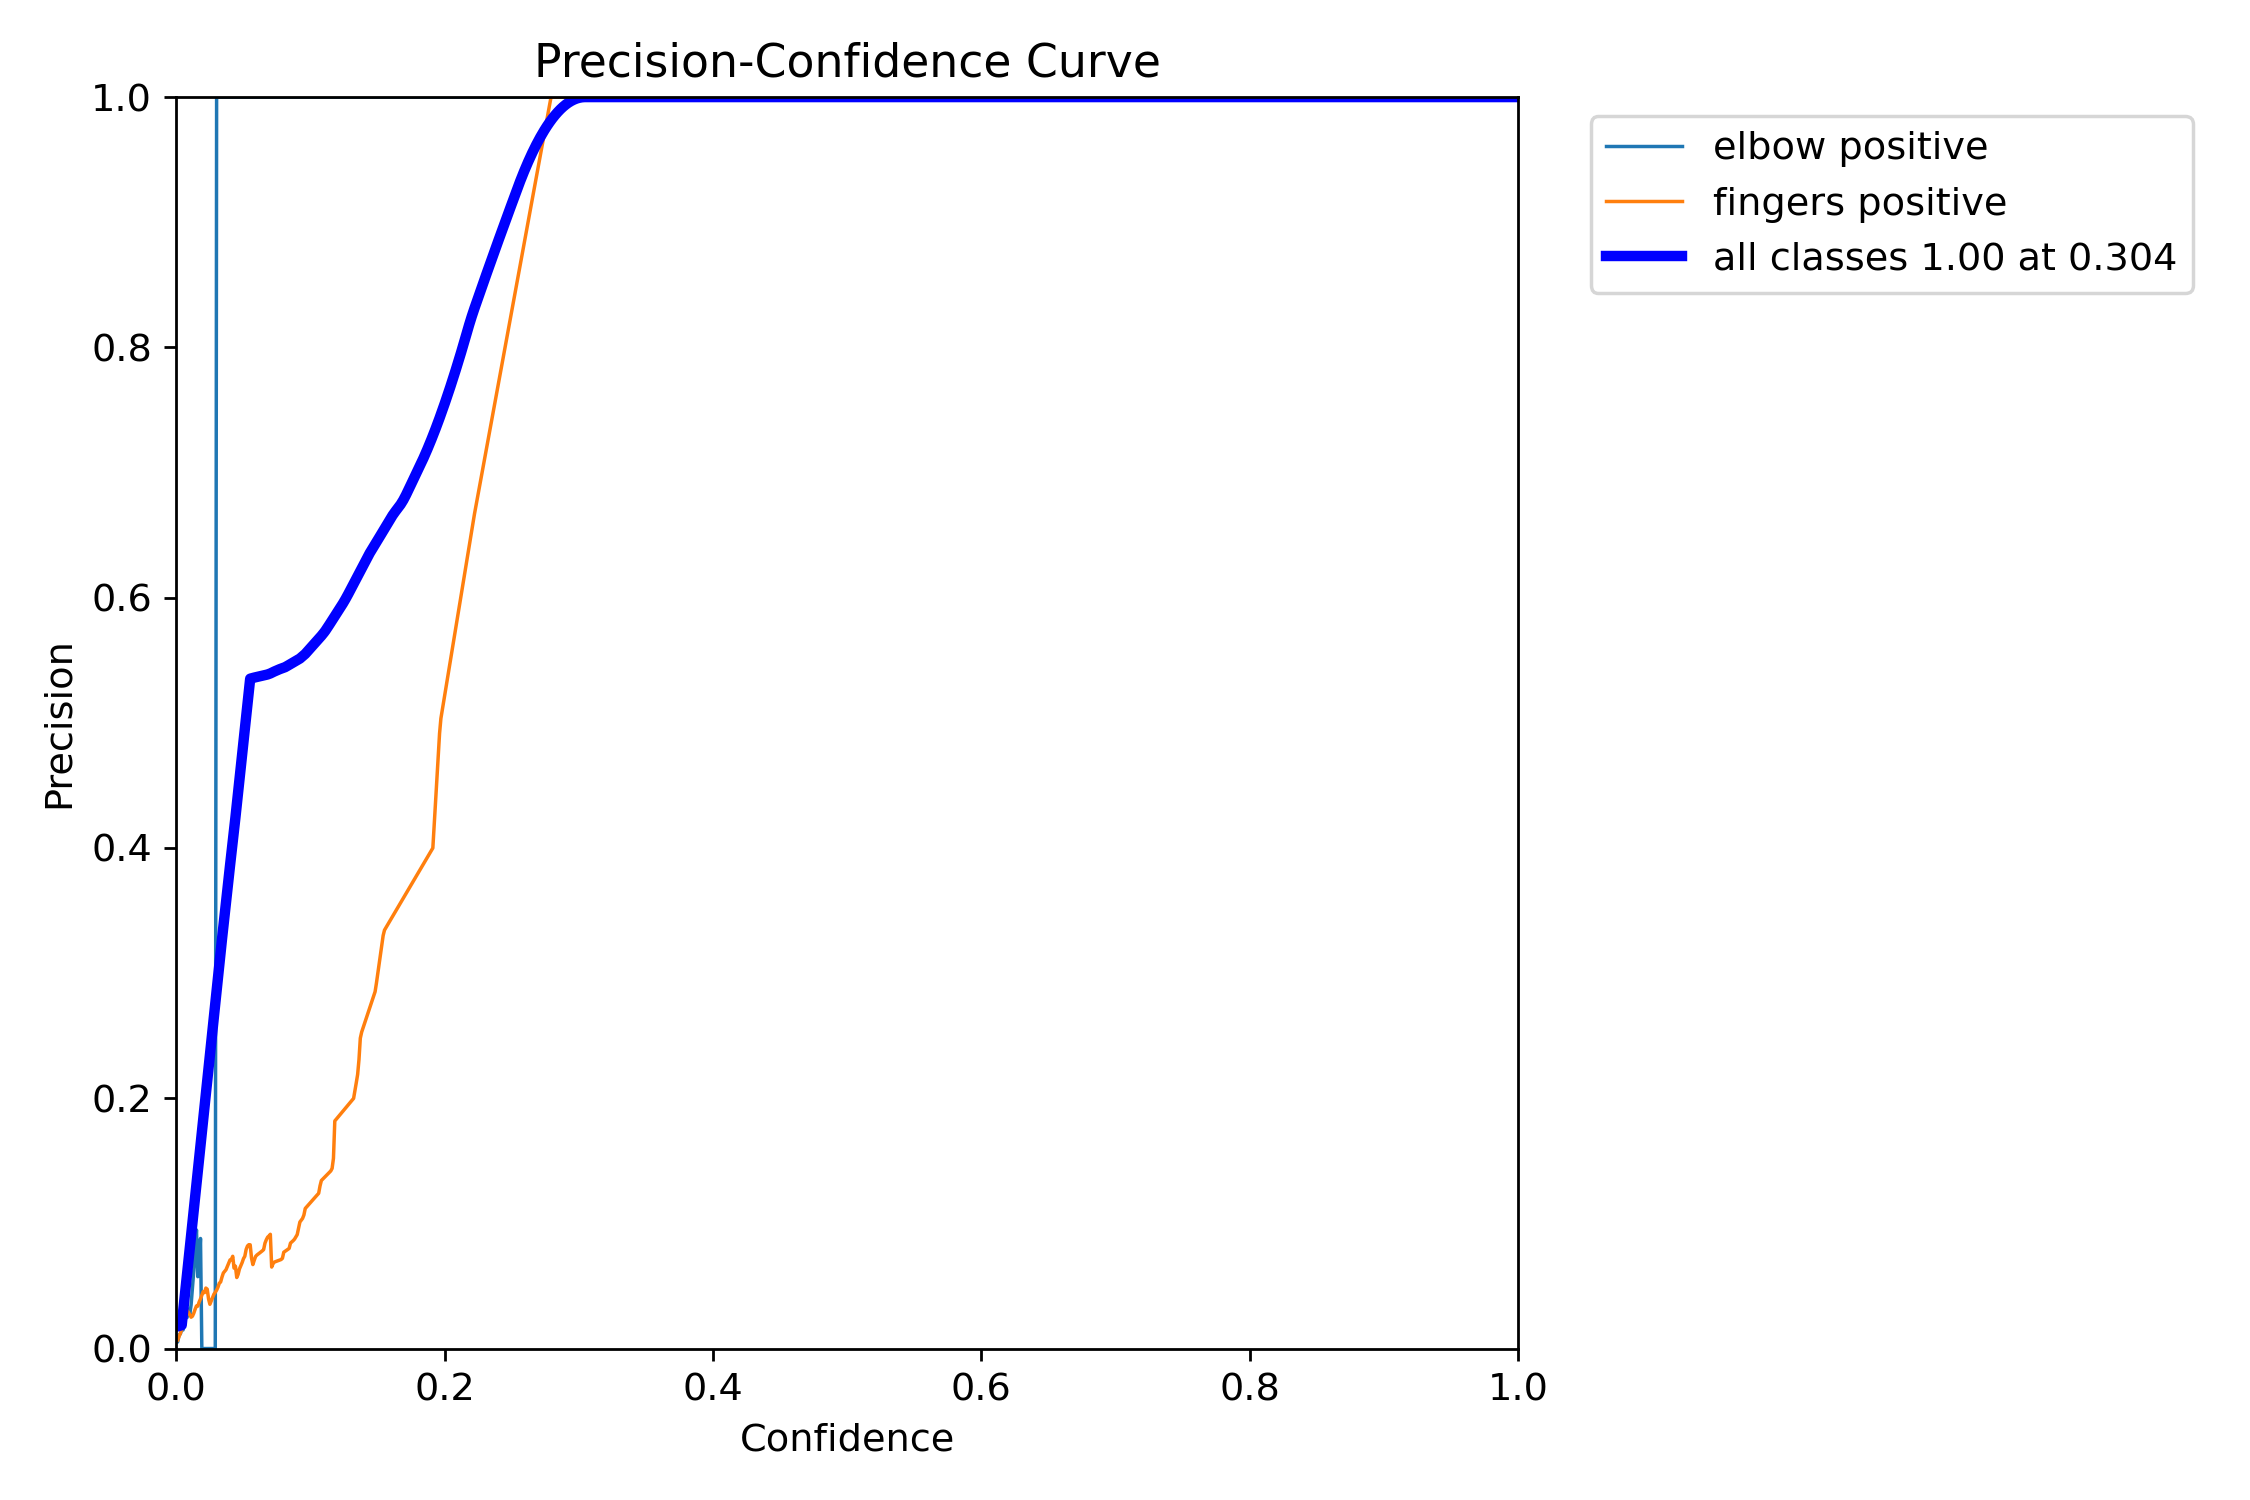 Precision-Confidence Curve
1.0
0.8
0.6
0.4
0.2
0.0
Precision
0.0 0.2 0.4 0.6 0.8 1.0
Confidence
elbow positive
fingers positive
all classes 1.00 at 0.304